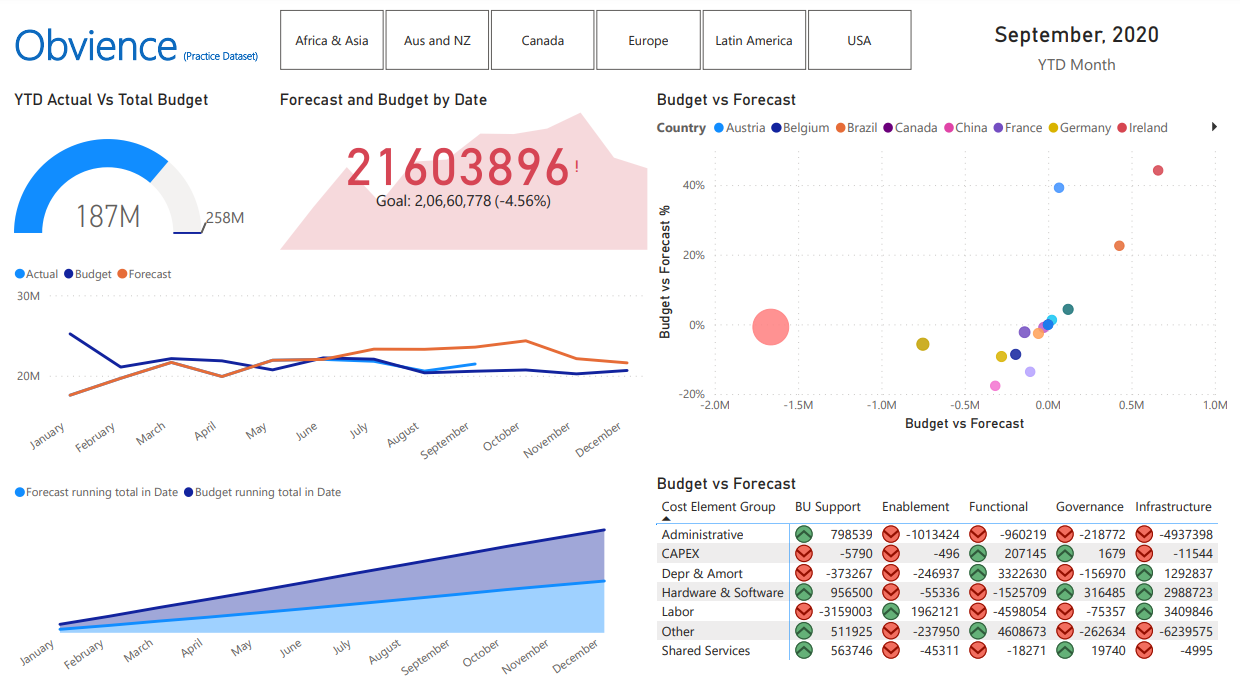 Obvience (Practice Dataset)
Africa & Asia
Aus and NZ
Canada
Europe
Latin America
USA
September, 2020
YTD Month
YTD Actual Vs Total Budget
187M
258M
Forecast and Budget by Date
21603896!
Goal: 2,06,60,778 (-4.56%)
Budget vs Forecast
Country Austria Belgium Brazil Canada China France Germany Ireland
Budget vs Forecast %
40%
20%
0%
-20%
-2.0M -1.5M -1.0M -0.5M 0.0M 0.5M 1.0M
Budget vs Forecast
Actual Budget Forecast
30M
20M
January February March April May June July August September October November December
Forecast running total in Date Budget running total in Date
January February March April May June July August September October November December
Budget vs Forecast
Cost Element Group BU Support Enablement Functional Governance Infrastructure
Administrative 798539 -1013424 -960219 -218772 -4937398
CAPEX -5790 -496 207145 1679 -11544
Depr & Amort -373267 -246937 3322630 -156970 1292837
Hardware & Software 956500 -55336 -1525709 316485 2988723
Labor -3159003 1962121 -4598054 -75357 3409846
Other 511925 -237950 4608673 -262634 -6239575
Shared Services 563746 -45311 -18271 19740 -4995